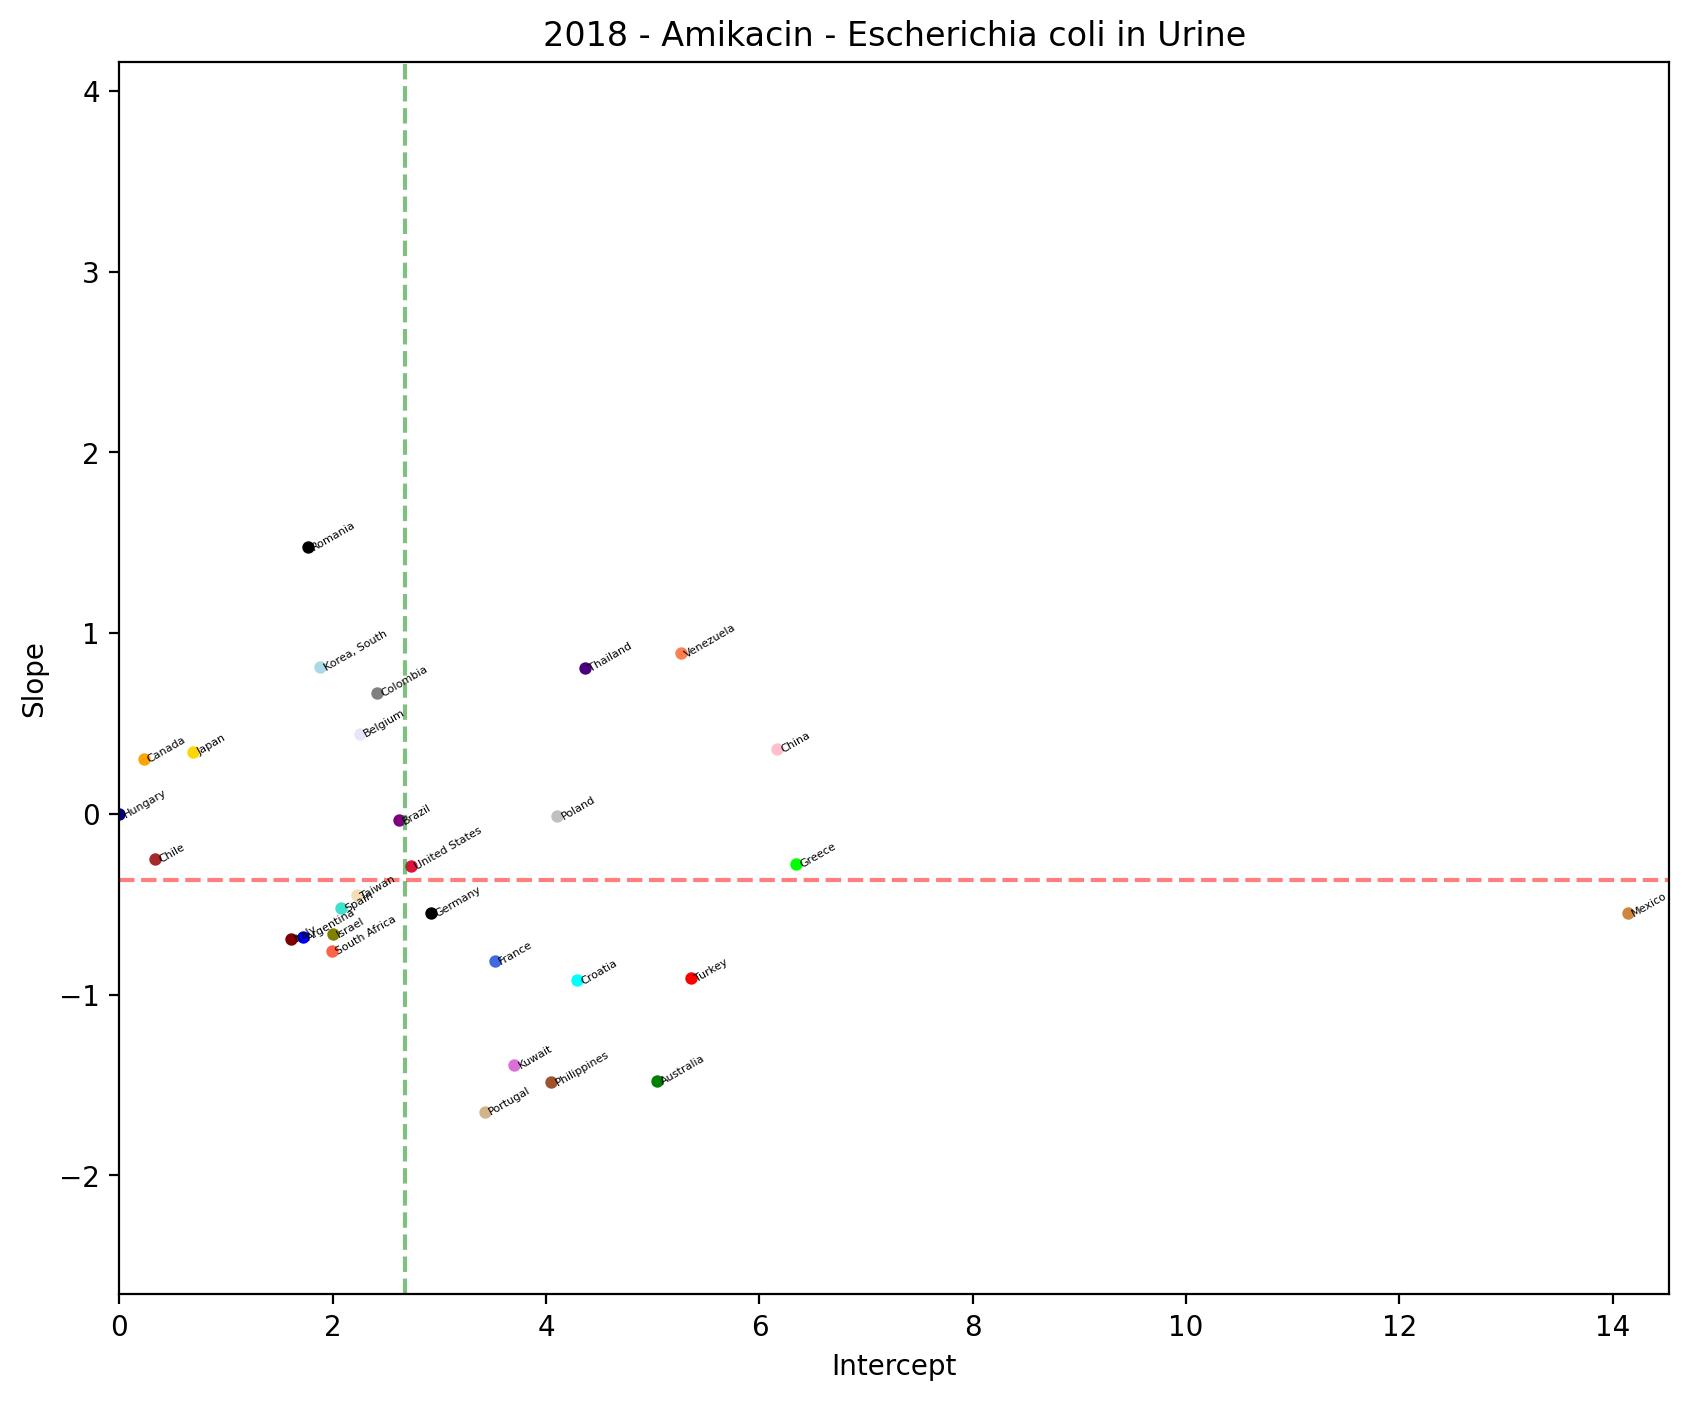 2018 - Amikacin - Escherichia coli in Urine
4
3
2
1
0
−1
−2
Slope
Romania
Korea, South
Colombia
Belgium
Thailand
Venezuela
Canada
Japan
China
Hungary
Brazil
Poland
Chile
United States
Greece
Taiwan
Spain
Germany
Mexico
Argentina
Israel
South Africa
France
Croatia
Turkey
Kuwait
Philippines
Australia
Portugal
0 2 4 6 8 10 12 14
Intercept